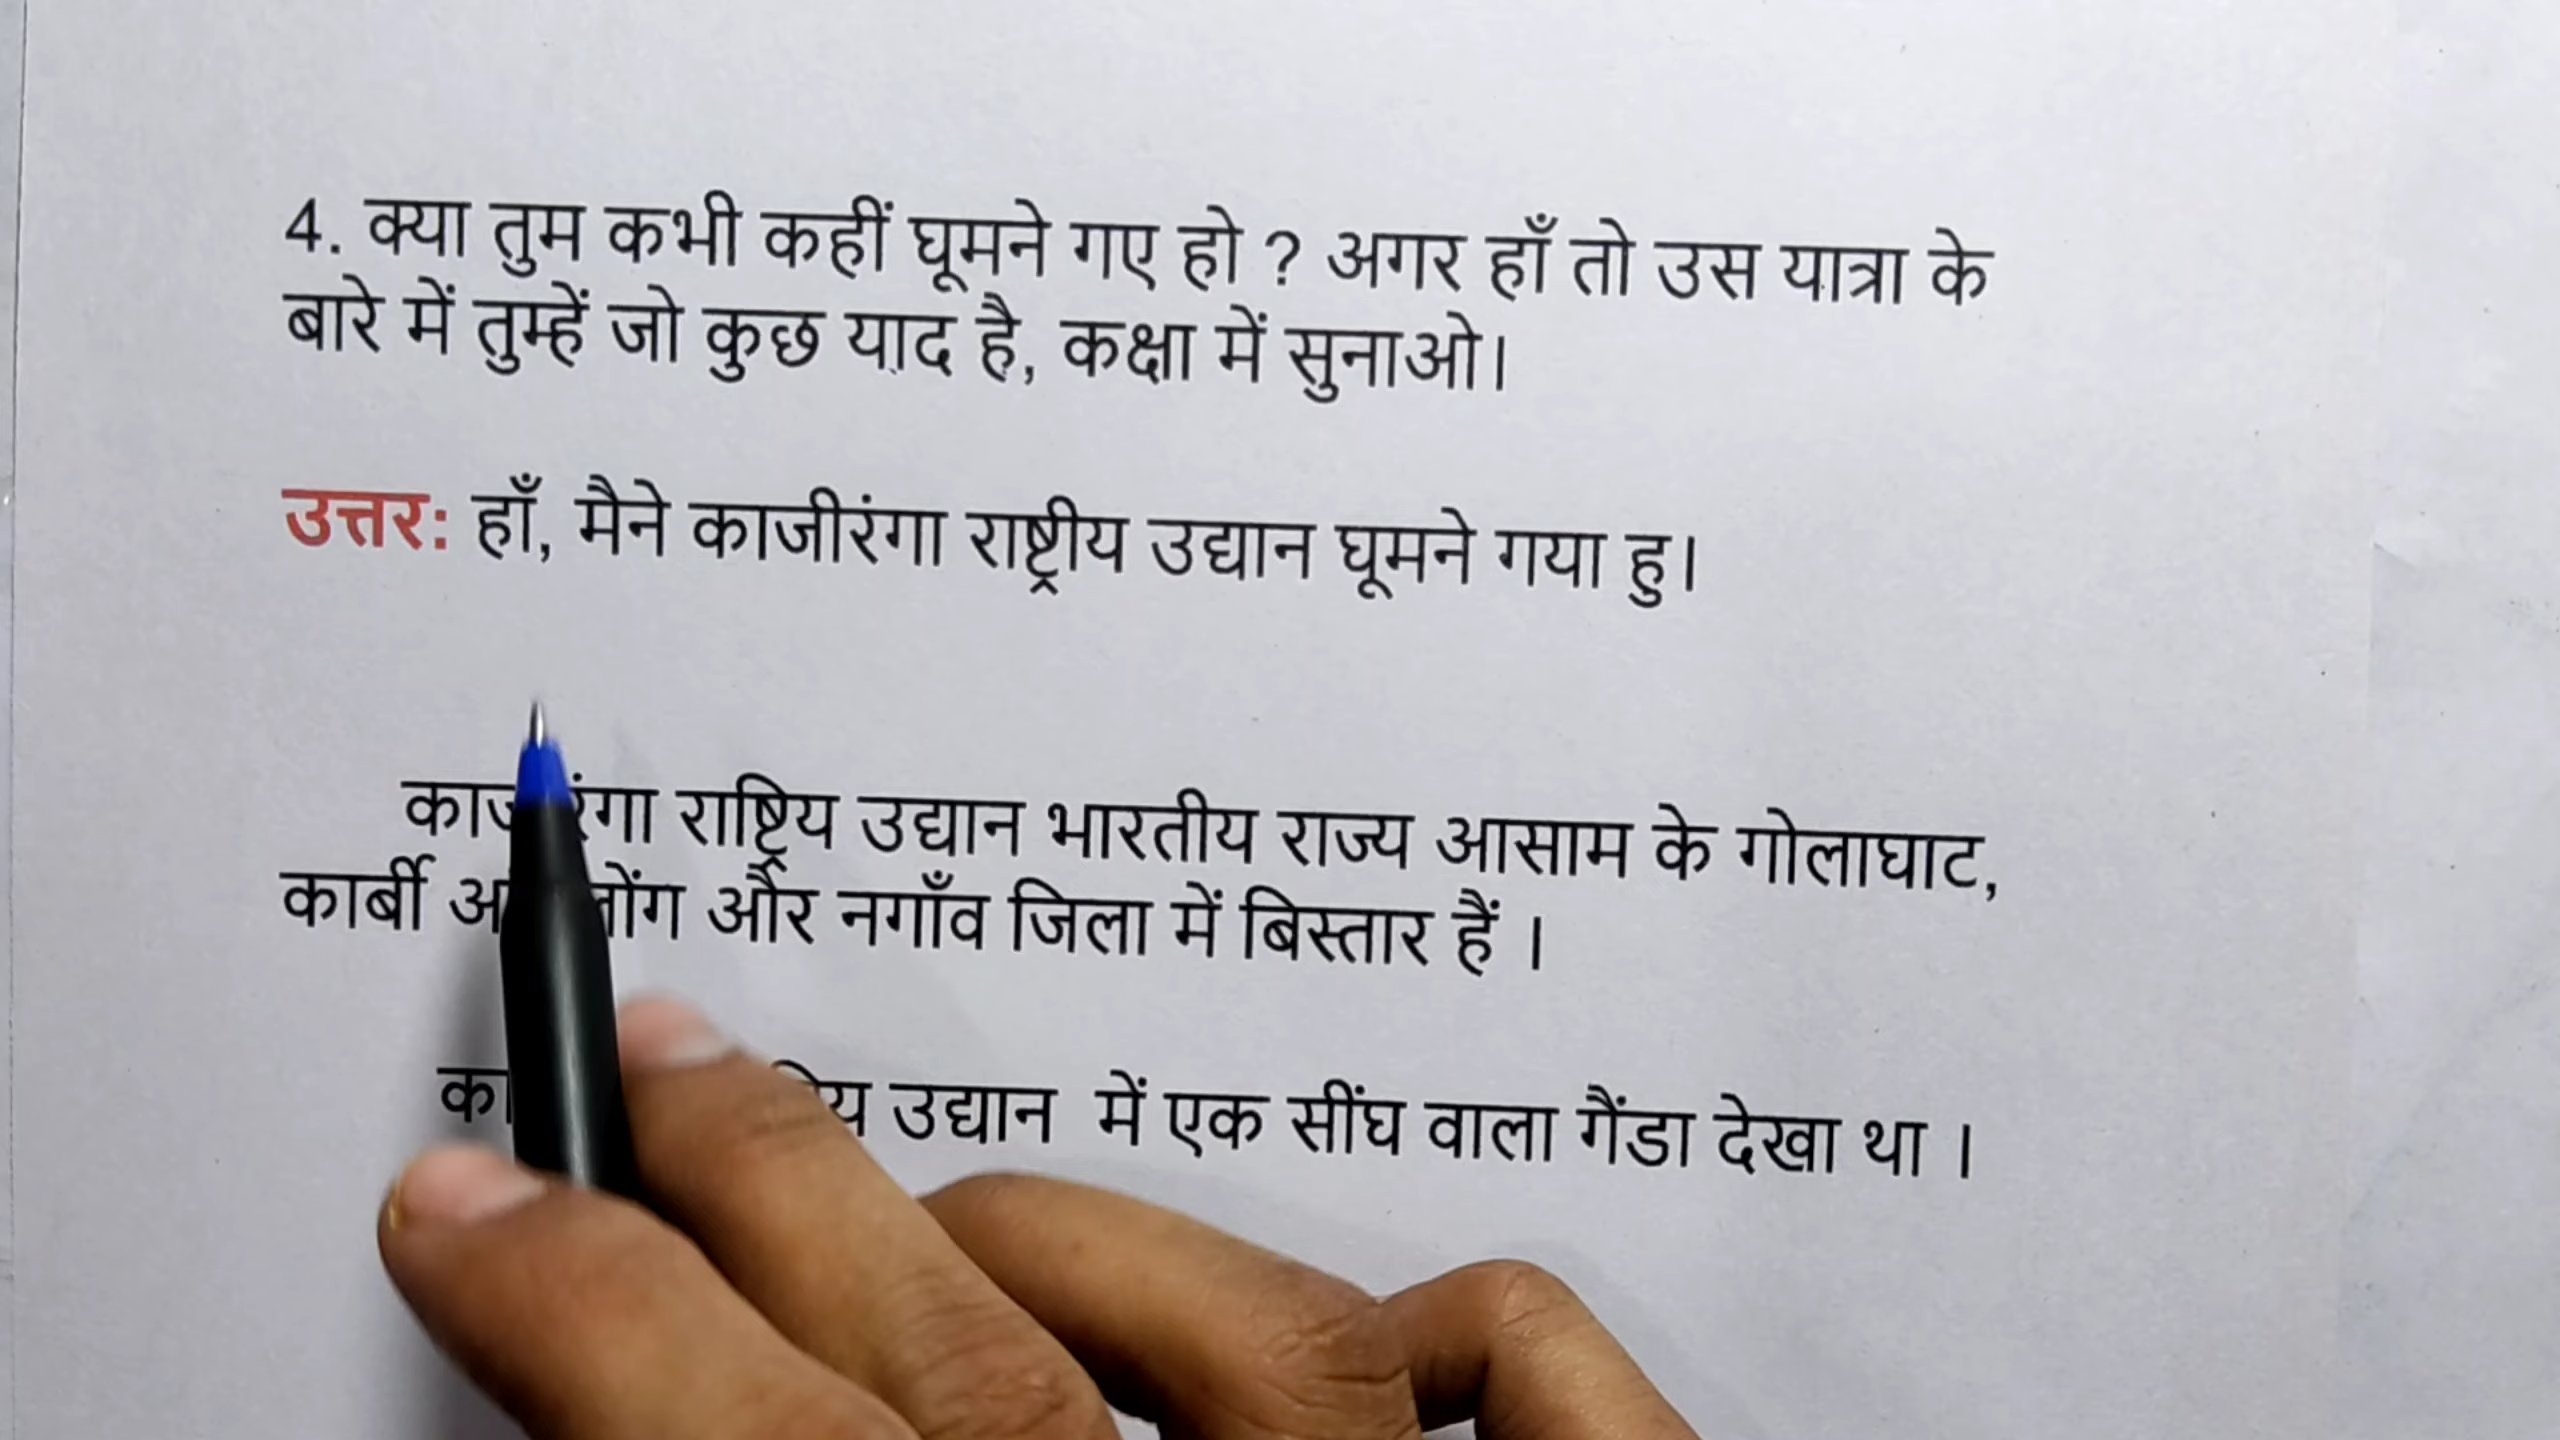 4. क्या तुम कभी कहीं घूमने गए हो ? अगर हाँ तो उस यात्रा के
बारे में तुम्हें जो कुछ याद है, कक्षा में सुनाओ।
उत्तर: हाँ, मैने काजीरंगा राष्ट्रीय उद्यान घूमने गया हु।
राष्ट्रिय उद्यान भारतीय राज्य आसाम के गोलाघाट,
कार्बी और नगाँव जिला में बिस्तार हैं ।
उद्यान में एक सींघ वाला गैंडा देखा था ।